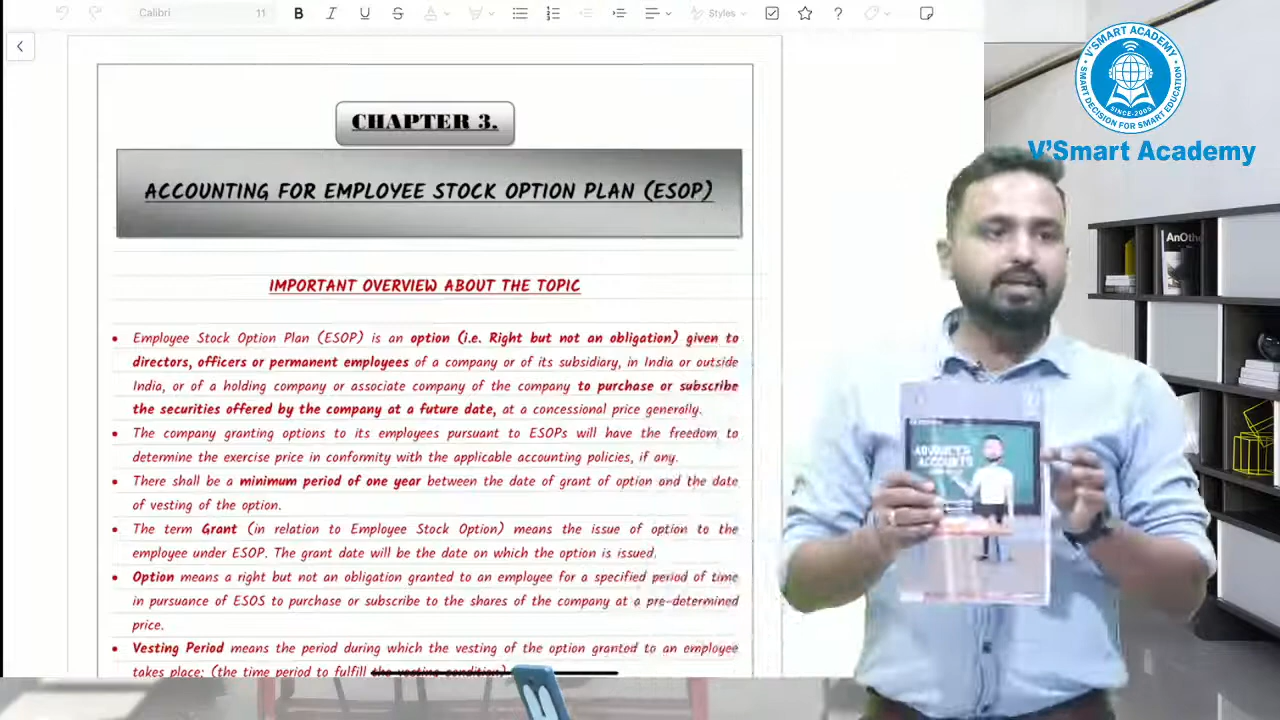 Calibri
11
B
I
U
S
Styles
?
V'SMART ACADEMY
SINCE-2005
SMART DECISION FOR SMART EDUCATION
V'Smart Academy
CHAPTER 3.
ACCOUNTING FOR EMPLOYEE STOCK OPTION PLAN (ESOP)
IMPORTANT OVERVIEW ABOUT THE TOPIC
• Employee Stock Option Plan (ESOP) is an option (i.e. Right but not an obligation) given to
directors, officers or permanent employees of a company or of its subsidiary, in India or outside
India, or of a holding company or associate company of the company to purchase or subscribe
the securities offered by the company at a future date, at a concessional price generally.
• The company granting options to its employees pursuant to ESOPs will have the freedom to
determine the exercise price in conformity with the applicable accounting policies, if any.
• There shall be a minimum period of one year between the date of grant of option and the date
of vesting of the option.
• The term Grant (in relation to Employee Stock Option) means the issue of option to the
employee under ESOP. The grant date will be the date on which the option is issued.
• Option means a right but not an obligation granted to an employee for a specified period of time
in pursuance of ESOS to purchase or subscribe to the shares of the company at a pre-determined
price.
• Vesting Period means the period during which the vesting of the option granted to an employee
takes place; (the time period to fulfill the vesting condition)
ADVANCED
ACCOUNTS
AnOthe